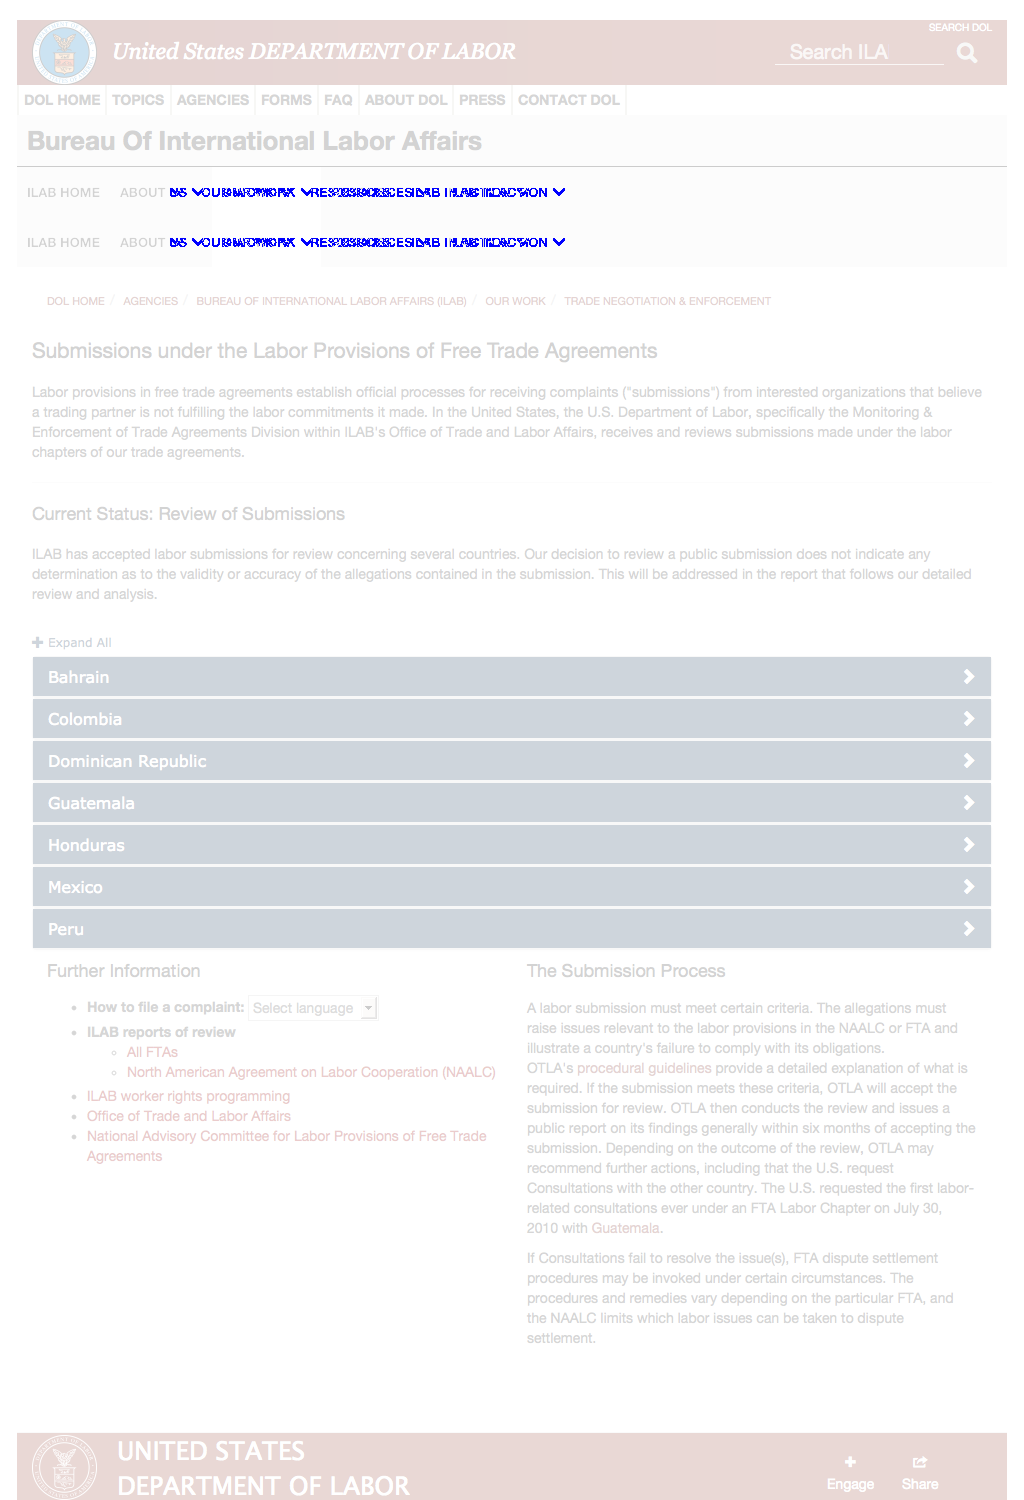 SEARCH DOL
United States DEPARTMENT OF LABOR
Search ILA
DOL HOME TOPICS AGENCIES FORMS FAQ ABOUT DOL PRESS CONTACT DOL
Bureau Of International Labor Affairs
ILAB HOME ABOUT
ILAB HOME ABOUT
DOL HOME / AGENCIES / BUREAU OF INTERNATIONAL LABOR AFFAIRS (ILAB) / OUR WORK / TRADE NEGOTIATION & ENFORCEMENT
Submissions under the Labor Provisions of Free Trade Agreements
Labor provisions in free trade agreements establish official processes for receiving complaints ("submissions") from interested organizations that believe
a trading partner is not fulfilling the labor commitments it made. In the United States, the U.S. Department of Labor, specifically the Monitoring &
Enforcement of Trade Agreements Division within ILAB's Office of Trade and Labor Affairs, receives and reviews submissions made under the labor
chapters of our trade agreements.
Current Status: Review of Submissions
ILAB has accepted labor submissions for review concerning several countries. Our decision to review a public submission does not indicate any
determination as to the validity or accuracy of the allegations contained in the submission. This will be addressed in the report that follows our detailed
review and analysis.
Expand All
Bahrain
Colombia
Dominican Republic
Guatemala
Honduras
Mexico
Peru
Further Information
How to file a complaint: Select language
ILAB reports of review
All FTAs
North American Agreement on Labor Cooperation (NAALC)
ILAB worker rights programming
Office of Trade and Labor Affairs
National Advisory Committee for Labor Provisions of Free Trade
Agreements
The Submission Process
A labor submission must meet certain criteria. The allegations must
raise issues relevant to the labor provisions in the NAALC or FTA and
illustrate a country's failure to comply with its obligations.
OTLA's procedural guidelines provide a detailed explanation of what is
required. If the submission meets these criteria, OTLA will accept the
submission for review. OTLA then conducts the review and issues a
public report on its findings generally within six months of accepting the
submission. Depending on the outcome of the review, OTLA may
recommend further actions, including that the U.S. request
Consultations with the other country. The U.S. requested the first labor-
related consultations ever under an FTA Labor Chapter on July 30,
2010 with Guatemala.
If Consultations fail to resolve the issue(s), FTA dispute settlement
procedures may be invoked under certain circumstances. The
procedures and remedies vary depending on the particular FTA, and
the NAALC limits which labor issues can be taken to dispute
settlement.
UNITED STATES
DEPARTMENT OF LABOR
Engage Share